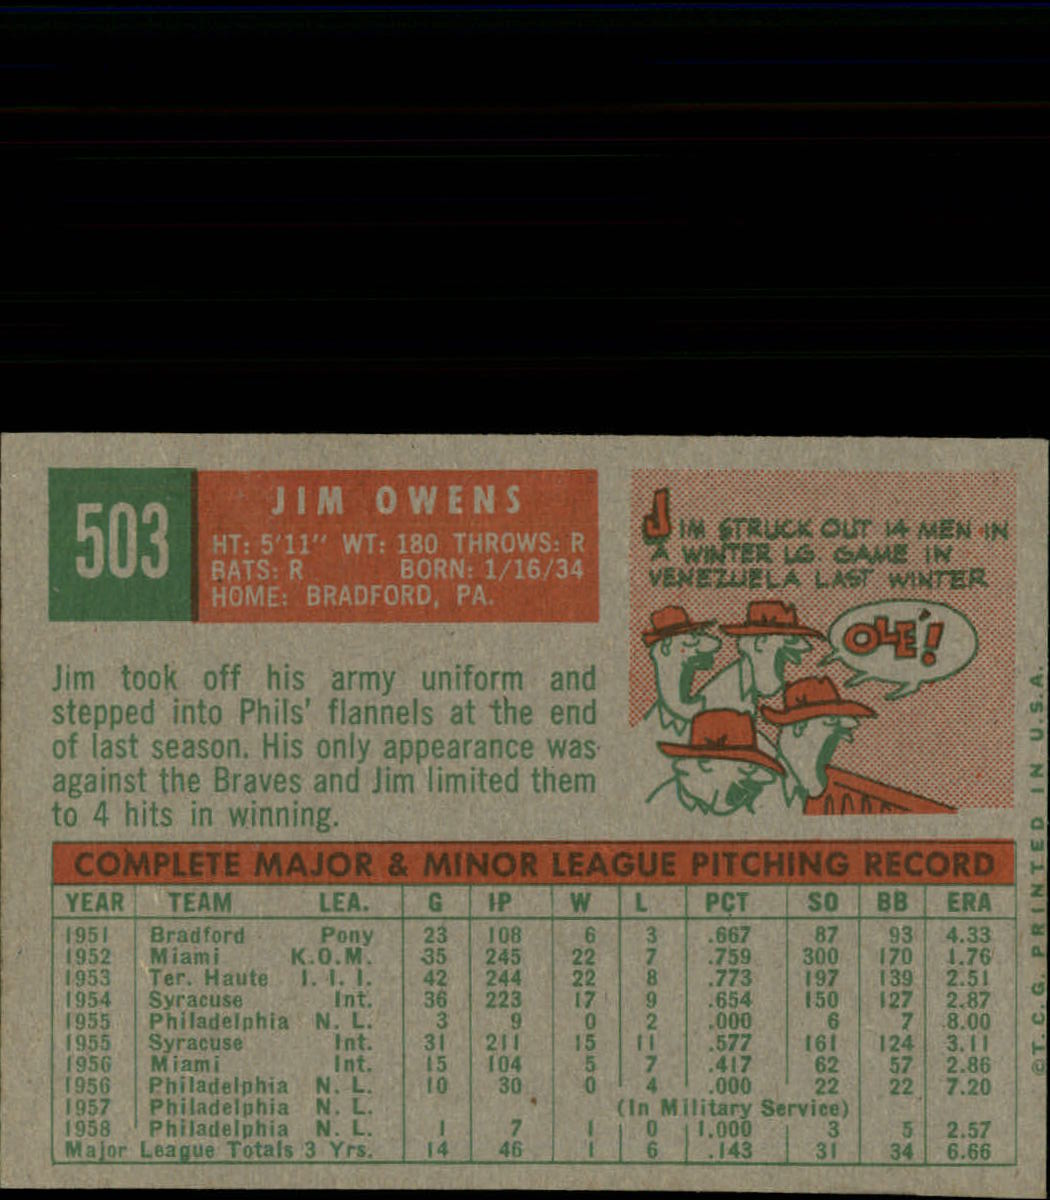 503
JIM OWENS
HT: 5'11" WT: 180 THROWS: R
BATS: R BORN: 1/16/34
HOME: BRADFORD, PA.
JIM STRUCK OUT 14 MEN IN
A WINTER LG GAME IN
VENEZUELA LAST WINTER
OLÉ!
Jim took off his army uniform and
stepped into Phils' flannels at the end
of last season. His only appearance was
against the Braves and Jim limited them
to 4 hits in winning.
COMPLETE MAJOR & MINOR LEAGUE PITCHING RECORD
YEAR TEAM LEA. G IP W L PCT SO BB ERA
1951 Bradford Pony 23 108 6 3 .667 87 93 4.33
1952 Miami K.O.M. 35 245 22 7 .759 300 170 1.76
1953 Ter. Haute I. I. I. 42 244 22 8 .773 197 139 2.51
1954 Syracuse Int. 36 223 17 9 .654 150 127 2.87
1955 Philadelphia N. L. 3 9 0 2 .000 6 7 8.00
1955 Syracuse Int. 31 211 15 11 .577 161 124 3.11
1956 Miami Int. 15 104 5 7 .417 62 57 2.86
1956 Philadelphia N. L. 10 30 0 4 .000 22 22 7.20
1957 Philadelphia N. L. (In Military Service)
1958 Philadelphia N. L. 1 7 1 0 1.000 3 5 2.57
Major League Totals 3 Yrs. 14 46 1 6 .143 31 34 6.66
©T. C. G. PRINTED IN U.S.A.